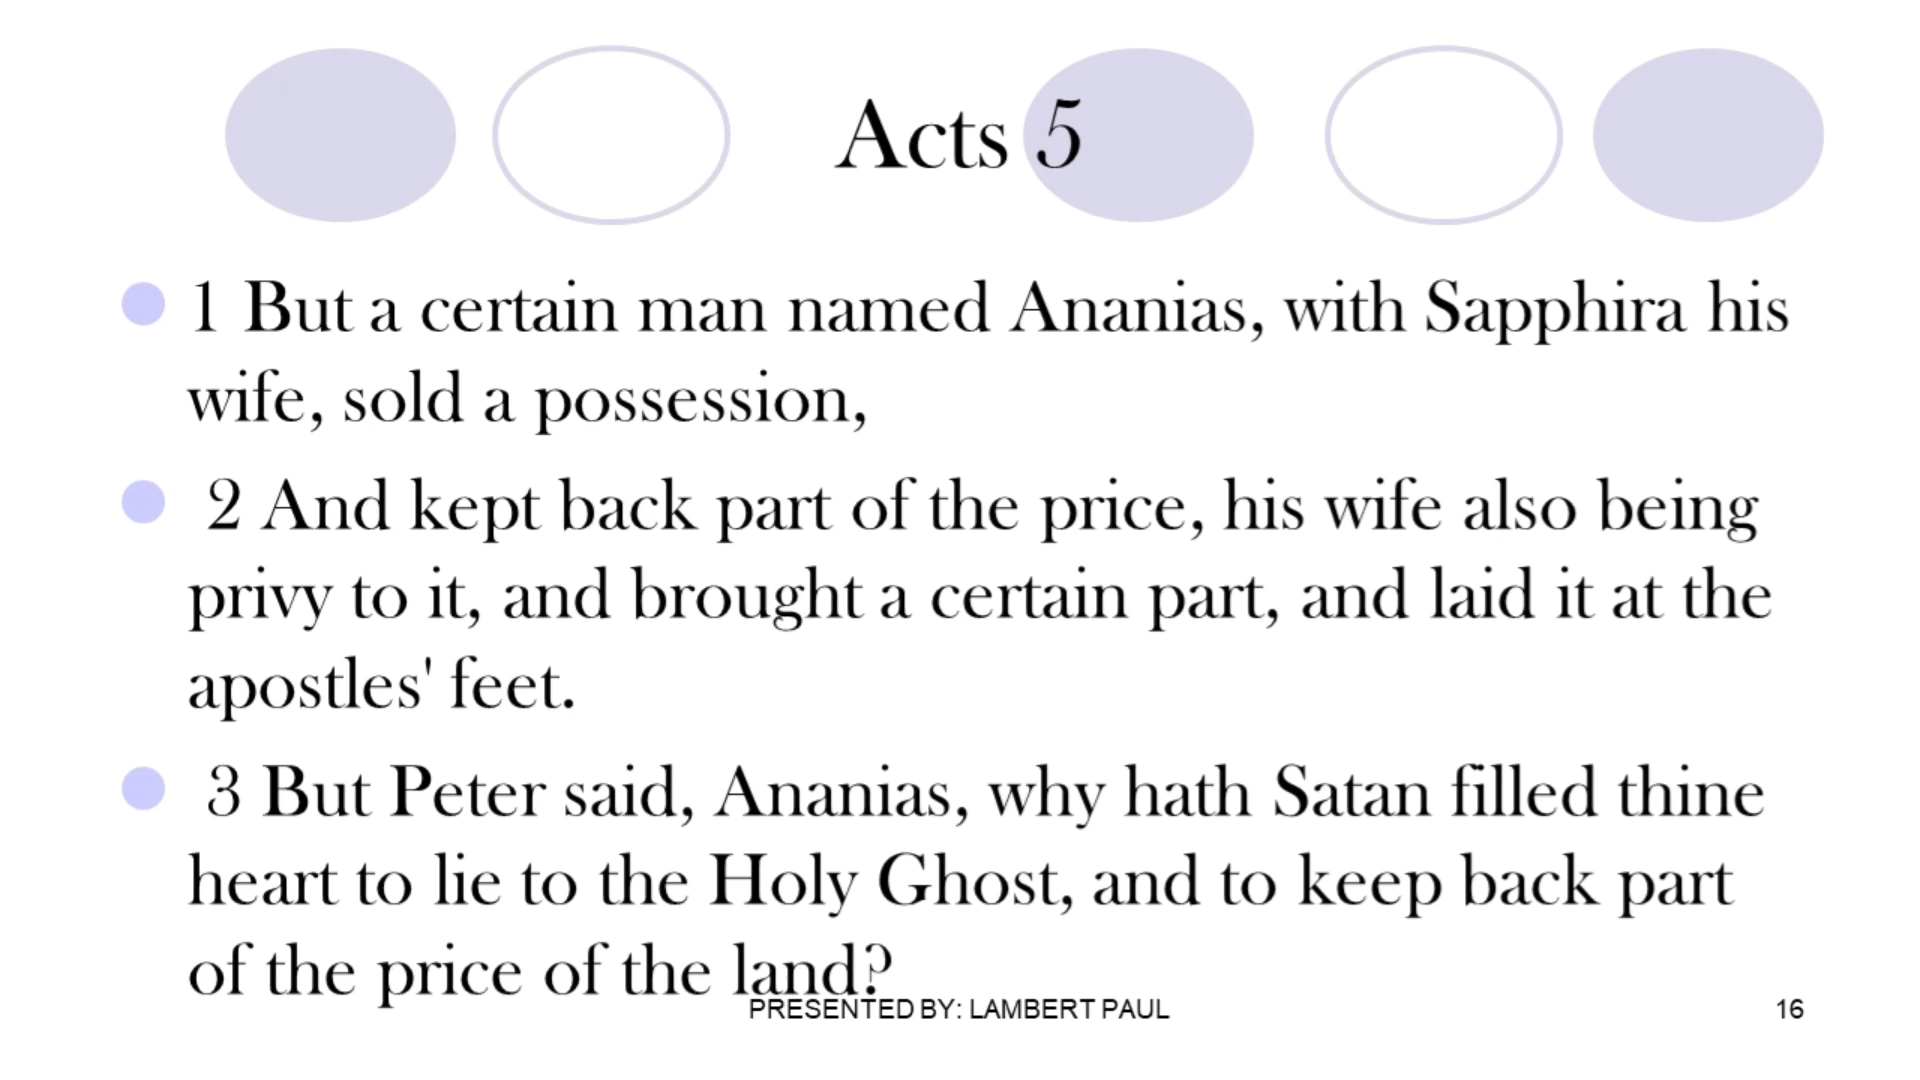 Acts 5
1 But a certain man named Ananias, with Sapphira his
wife, sold a possession,
2 And kept back part of the price, his wife also being
privy to it, and brought a certain part, and laid it at the
apostles' feet.
3 But Peter said, Ananias, why hath Satan filled thine
heart to lie to the Holy Ghost, and to keep back part
of the price of the land?
PRESENTED BY: LAMBERT PAUL
16